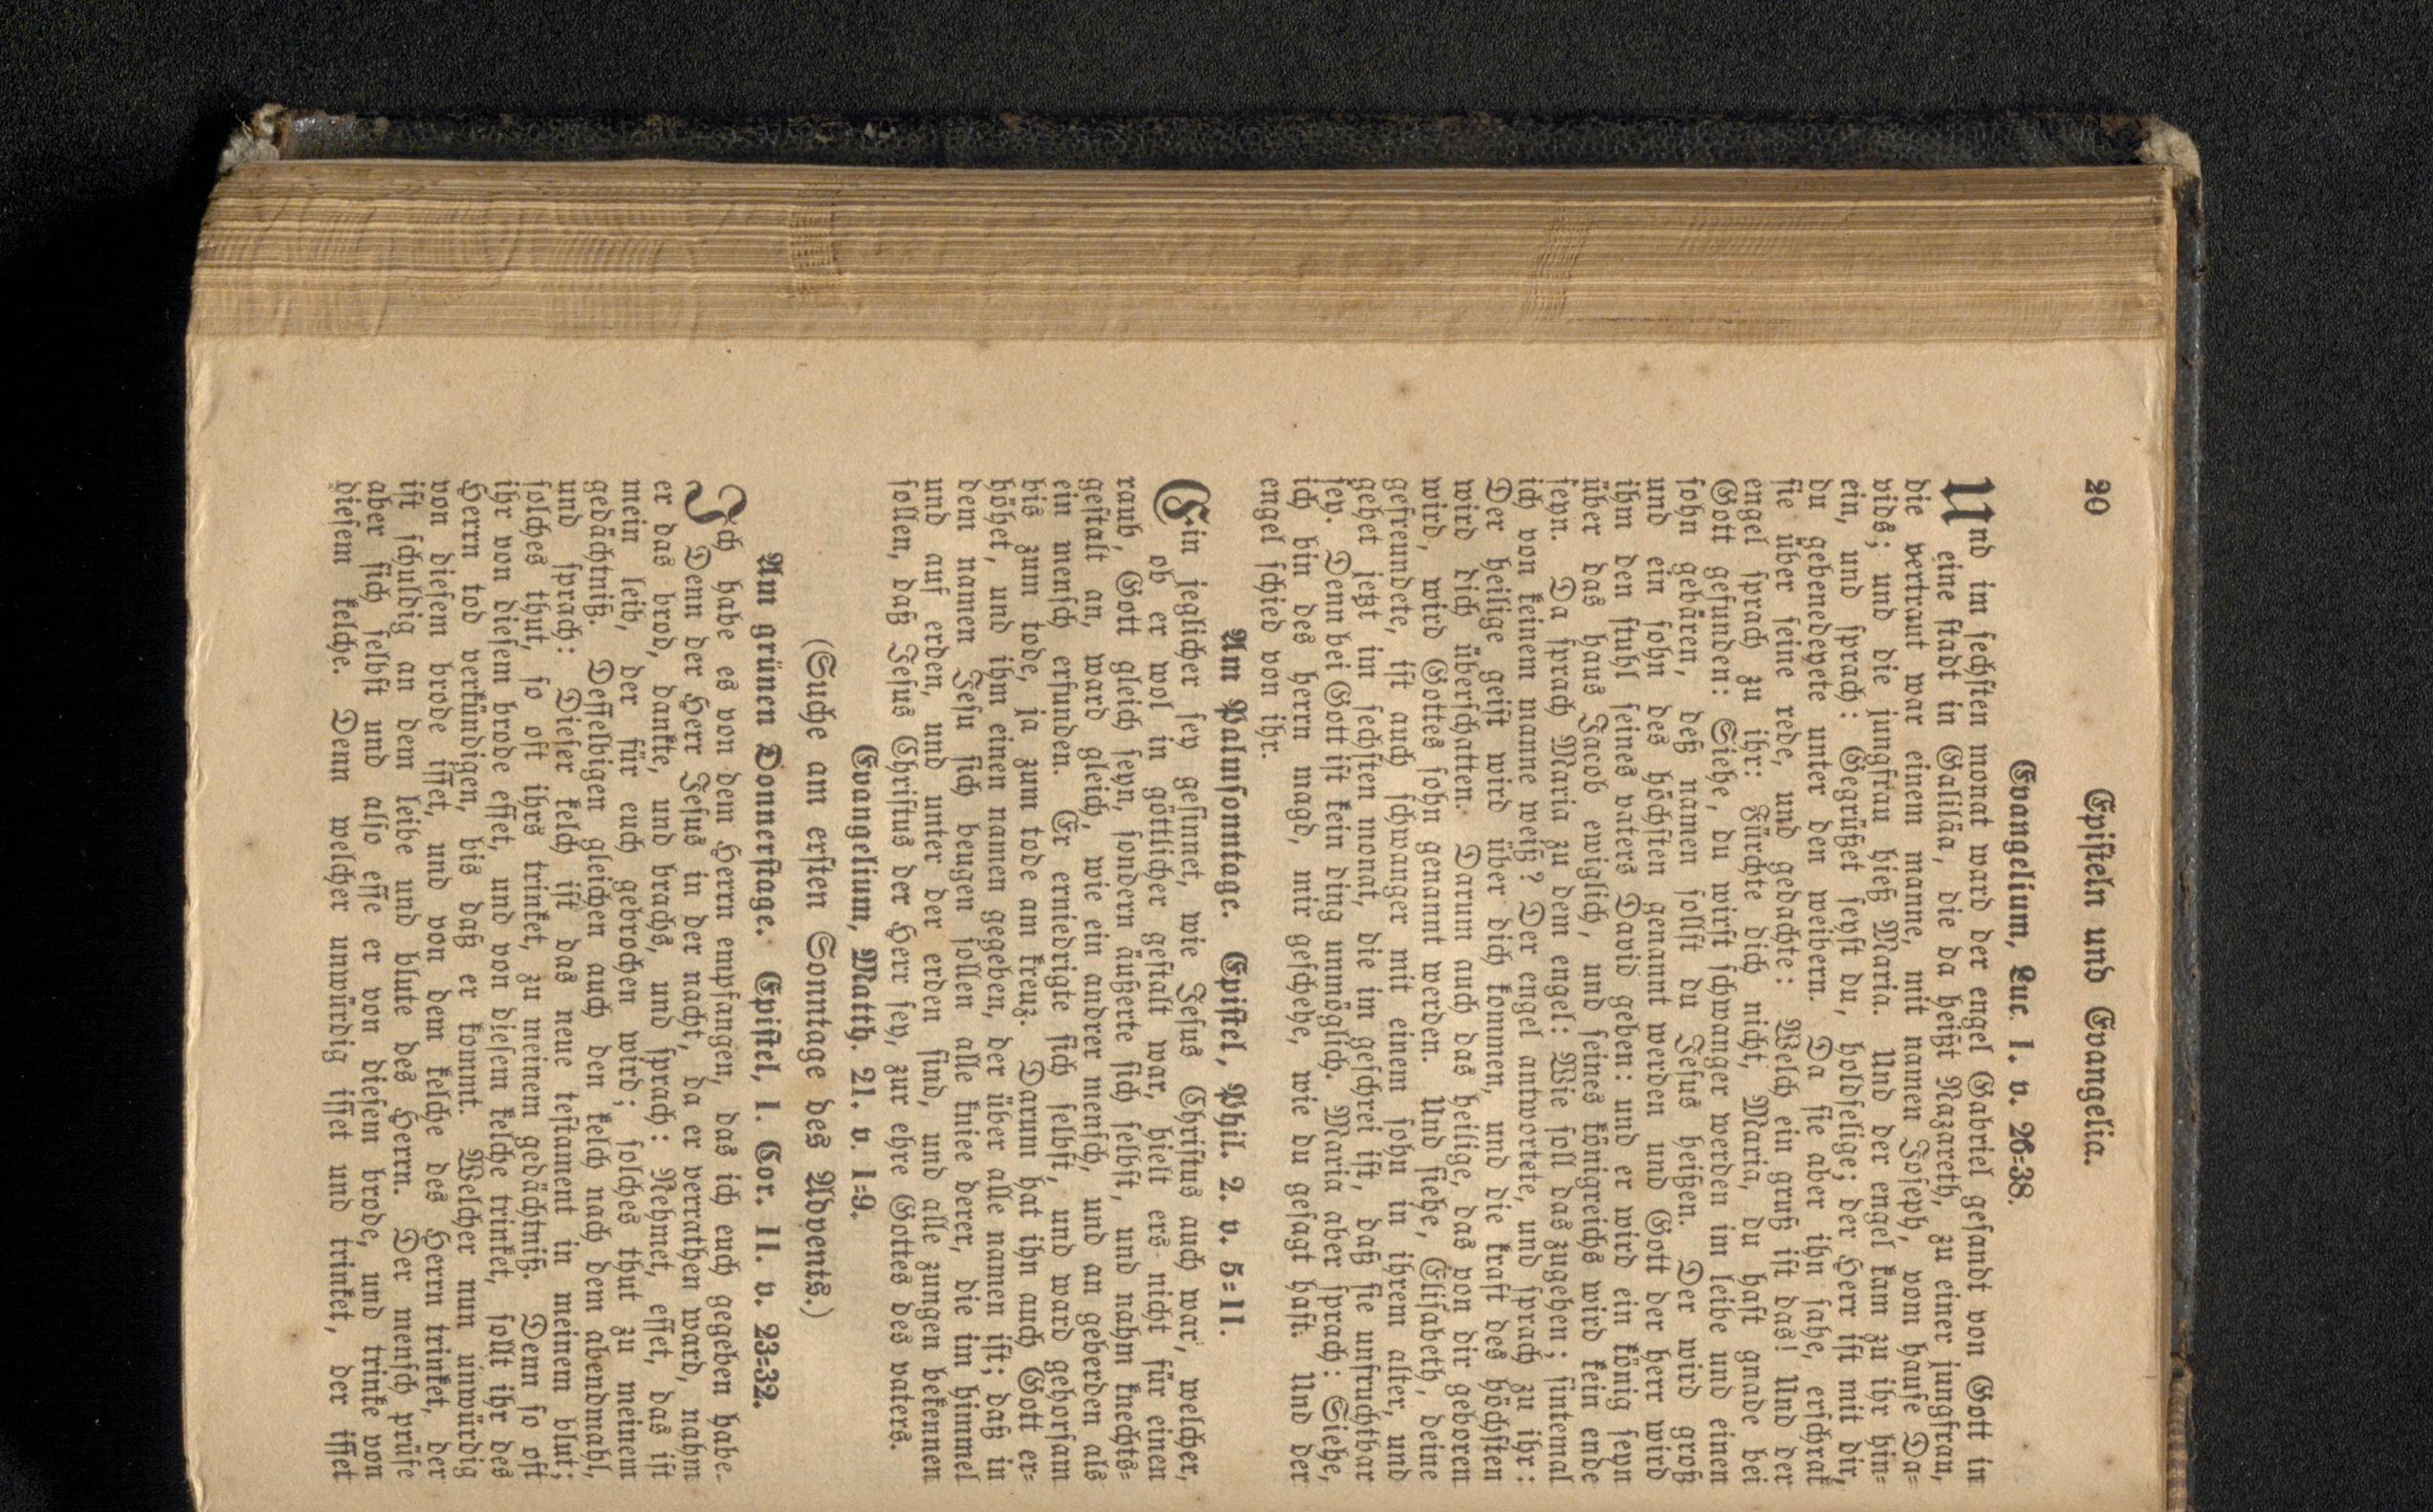 20 Episteln und Evangelia.
Evangelium, Luc. 1. v. 26=38.
Und im sechsten monat ward der engel Gabriel gesandt von Gott in
eine stadt in Galiläa, die da heißt Nazareth, zu einer jungfrau,
die vertraut war einem manne, mit namen Joseph, vom hause Da=
vids; und die jungfrau hieß Maria. Und der engel kam zu ihr hin=
ein, und sprach: Gegrüßet seyst du, holdselige; der Herr ist mit dir,
du gebenedeyete unter den weibern. Da sie aber ihn sahe, erschrak
sie über seine rede, und gedachte: Welch ein gruß ist das! Und der
engel sprach zu ihr: Fürchte dich nicht, Maria, du hast gnade bei
Gott gefunden: Siehe, du wirst schwanger werden im leibe und einen
sohn gebären, deß namen sollst du Jesus heißen. Der wird groß
und ein sohn des höchsten genannt werden und Gott der herr wird
ihm den stuhl seines vaters David geben: und er wird ein könig seyn
über das haus Jacob ewiglich, und seines königreichs wird kein ende
seyn. Da sprach Maria zu dem engel: Wie soll das zugehen; sintemal
ich von keinem manne weiß? Der engel antwortete, und sprach zu ihr:
Der heilige geist wird über dich kommen, und die kraft des höchsten
wird dich überschatten. Darum auch das heilige, das von dir geboren
wird, wird Gottes sohn genannt werden. Und siehe, Elisabeth, deine
gefreundete, ist auch schwanger mit einem sohn in ihrem alter, und
gehet jetzt im sechsten monat, die im geschrei ist, daß sie unfruchtbar
sey. Denn bei Gott ist kein ding unmöglich. Maria aber sprach: Siehe,
ich bin des herrn magd, mir geschehe, wie du gesagt hast. Und der
engel schied von ihr.
Am Palmsonntage. Epistel, Phil. 2. v. 5=11.
Ein jeglicher sey gesinnet, wie Jesus Christus auch war, welcher,
ob er wol in göttlicher gestalt war, hielt ers nicht für einen
raub, Gott gleich seyn, sondern äußerte sich selbst, und nahm knechts=
gestalt an, ward gleich, wie ein andrer mensch, und an geberden als
ein mensch erfunden. Er erniedrigte sich selbst, und ward gehorsam
bis zum tode, ja zum tode am kreuz. Darum hat ihn auch Gott er=
höhet, und ihm einen namen gegeben, der über alle namen ist; daß in
dem namen Jesu sich beugen sollen alle kniee derer, die im himmel
und auf erden, und unter der erden sind, und alle zungen bekennen
sollen, daß Jesus Christus der Herr sey, zur ehre Gottes des vaters.
Evangelium, Matth. 21. v. 1=9.
(Suche am ersten Sonntage des Advents.)
Am grünen Donnerstage. Epistel, 1. Cor. 11. v. 23=32.
Ich habe es von dem Herrn empfangen, das ich euch gegeben habe.
Denn der Herr Jesus in der nacht, da er verrathen ward, nahm
er das brod, dankte, und brachs, und sprach: Nehmet, esset, das ist
mein leib, der für euch gebrochen wird; solches thut zu meinem
gedächtniß. Desselbigen gleichen auch den kelch nach dem abendmahl,
und sprach: Dieser kelch ist das neue testament in meinem blut;
solches thut, so oft ihrs trinket, zu meinem gedächtniß. Denn so oft
ihr von diesem brode esset, und von diesem kelche trinket, sollt ihr des
Herrn tod verkündigen, bis daß er kommt. Welcher nun unwürdig
von diesem brode isset, und von dem kelche des Herrn trinket, der
ist schuldig an dem leibe und blute des Herrn. Der mensch prüfe
aber sich selbst und also esse er von diesem brode, und trinke von
diesem kelche. Denn welcher unwürdig isset und trinket, der isset